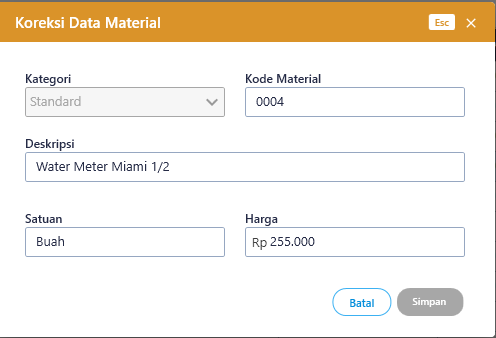 Koreksi Data Material Esc ×
Kategori Kode Material
Standard 0004
Deskripsi
Water Meter Miami 1/2
Satuan Harga
Buah Rp 255.000
Batal Simpan